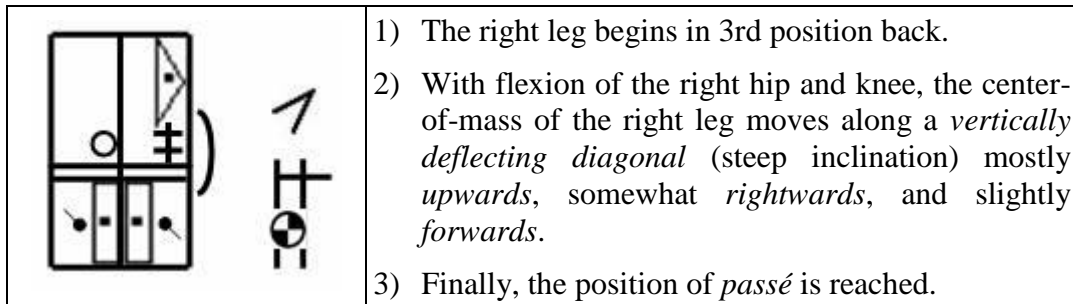 1) The right leg begins in 3rd position back.
2) With flexion of the right hip and knee, the center-
of-mass of the right leg moves along a vertically
deflecting diagonal (steep inclination) mostly
upwards, somewhat rightwards, and slightly
forwards.
3) Finally, the position of passé is reached.